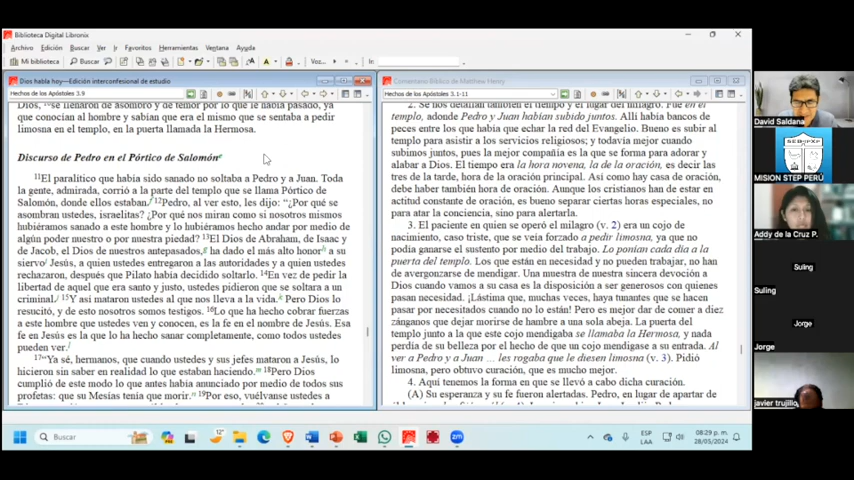 Biblioteca Digital Libronix
Archivo Edición Buscar Ver Ir Favoritos Herramientas Ventana Ayuda
Mi biblioteca Buscar Voz... In
Dios habla hoy—Edición interconfesional de estudio
Hechos de los Apóstoles 3.9
Dios, se llenaron de asombro y de temor por lo que le había pasado, ya
que conocían al hombre y sabían que era el mismo que se sentaba a pedir
limosna en el templo, en la puerta llamada la Hermosa.
Discurso de Pedro en el Pórtico de Salomón
11El paralítico que había sido sanado no soltaba a Pedro y a Juan. Toda
la gente, admirada, corrió a la parte del templo que se llama Pórtico de
Salomón, donde ellos estaban. 12Pedro, al ver esto, les dijo: “¿Por qué se
asombran ustedes, israelitas? ¿Por qué nos miran como si nosotros mismos
hubiéramos sanado a este hombre y lo hubiéramos hecho andar por medio de
algún poder nuestro o por nuestra piedad? 13El Dios de Abraham, de Isaac y
de Jacob, el Dios de nuestros antepasados,g ha dado el más alto honorh a su
siervoi Jesús, a quien ustedes entregaron a las autoridades y a quien ustedes
rechazaron, después que Pilato había decidido soltarlo. 14En vez de pedir la
libertad de aquel que era santo y justo, ustedes pidieron que se soltara a un
criminal.j 15Y así mataron ustedes al que nos lleva a la vida.k Pero Dios lo
resucitó, y de esto nosotros somos testigos. 16Lo que ha hecho cobrar fuerzas
a este hombre que ustedes ven y conocen, es la fe en el nombre de Jesús. Esa
fe en Jesús es la que lo ha hecho sanar completamente, como todos ustedes
pueden ver.
17“Ya sé, hermanos, que cuando ustedes y sus jefes mataron a Jesús, lo
hicieron sin saber en realidad lo que estaban haciendo.m 18Pero Dios
cumplió de este modo lo que antes había anunciado por medio de todos sus
profetas: que su Mesías tenía que morir.n 19Por eso, vuélvanse ustedes a
Comentario Bíblico de Matthew Henry
Hechos de los Apóstoles 3.1-11
2. Se nos detallan también el tiempo y el lugar del milagro. Fue en el
templo, adonde Pedro y Juan habían subido juntos. Allí había bancos de
peces entre los que había que echar la red del Evangelio. Bueno es subir al
templo para asistir a los servicios religiosos; y todavía mejor cuando
subimos juntos, pues la mejor compañía es la que se forma para adorar y
alabar a Dios. El tiempo era la hora novena, la de la oración, es decir las
tres de la tarde, hora de la oración principal. Así como hay casa de oración,
debe haber también hora de oración. Aunque los cristianos han de estar en
actitud constante de oración, es bueno separar ciertas horas especiales, no
para atar la conciencia, sino para alertarla.
3. El paciente en quien se operó el milagro (v. 2) era un cojo de
nacimiento, caso triste, que se veía forzado a pedir limosna, ya que no
podía ganarse el sustento por medio del trabajo. Lo ponían cada día a la
puerta del templo. Los que están en necesidad y no pueden trabajar, no han
de avergonzarse de mendigar. Una muestra de nuestra sincera devoción a
Dios cuando vamos a su casa es la disposición a ser generosos con quienes
pasan necesidad. ¡Lástima que, muchas veces, haya tunantes que se hacen
pasar por necesitados cuando no lo están! Pero es mejor dar de comer a diez
zánganos que dejar morirse de hambre a una sola abeja. La puerta del
templo junto a la que este cojo mendigaba se llamaba la Hermosa, y nada
perdía de su belleza por el hecho de que un cojo mendigase a su entrada. Al
ver a Pedro y a Juan ... les rogaba que le diesen limosna (v. 3). Pidió
limosna, pero obtuvo curación, que es mucho mejor.
4. Aquí tenemos la forma en que se llevó a cabo dicha curación.
(A) Su esperanza y su fe fueron alertadas. Pedro, en lugar de apartar de
David Saldana
MISION STEP PERÚ
Addy de la Cruz P.
Suling
Suling
Jorge
Jorge
javier trujillo
Buscar
12°
ESP
LAA
08:29 p. m.
28/05/2024